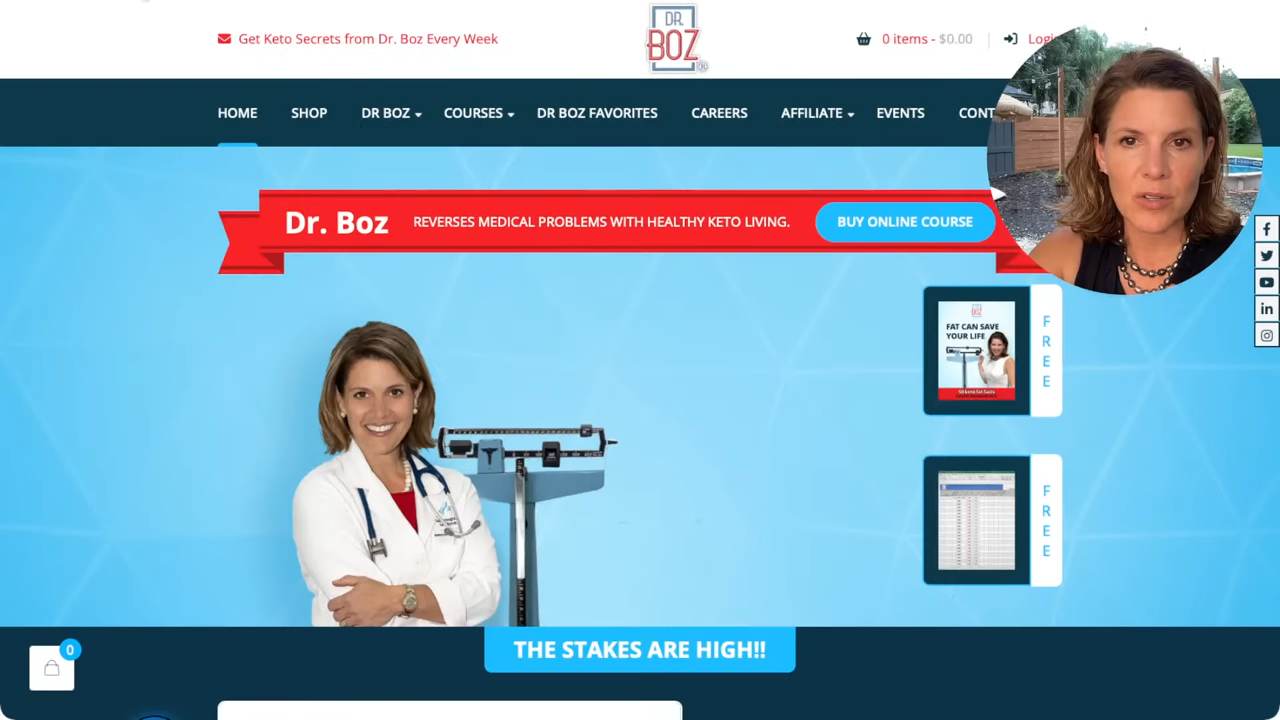 Get Keto Secrets from Dr. Boz Every Week
DR.
BOZ
®
0 items - $0.00
HOME
SHOP
DR BOZ
COURSES
DR BOZ FAVORITES
CAREERS
AFFILIATE
EVENTS
CONT
Dr. Boz
REVERSES MEDICAL PROBLEMS WITH HEALTHY KETO LIVING.
BUY ONLINE COURSE
FAT CAN SAVE
YOUR LIFE
FREE
FREE
THE STAKES ARE HIGH!!
0